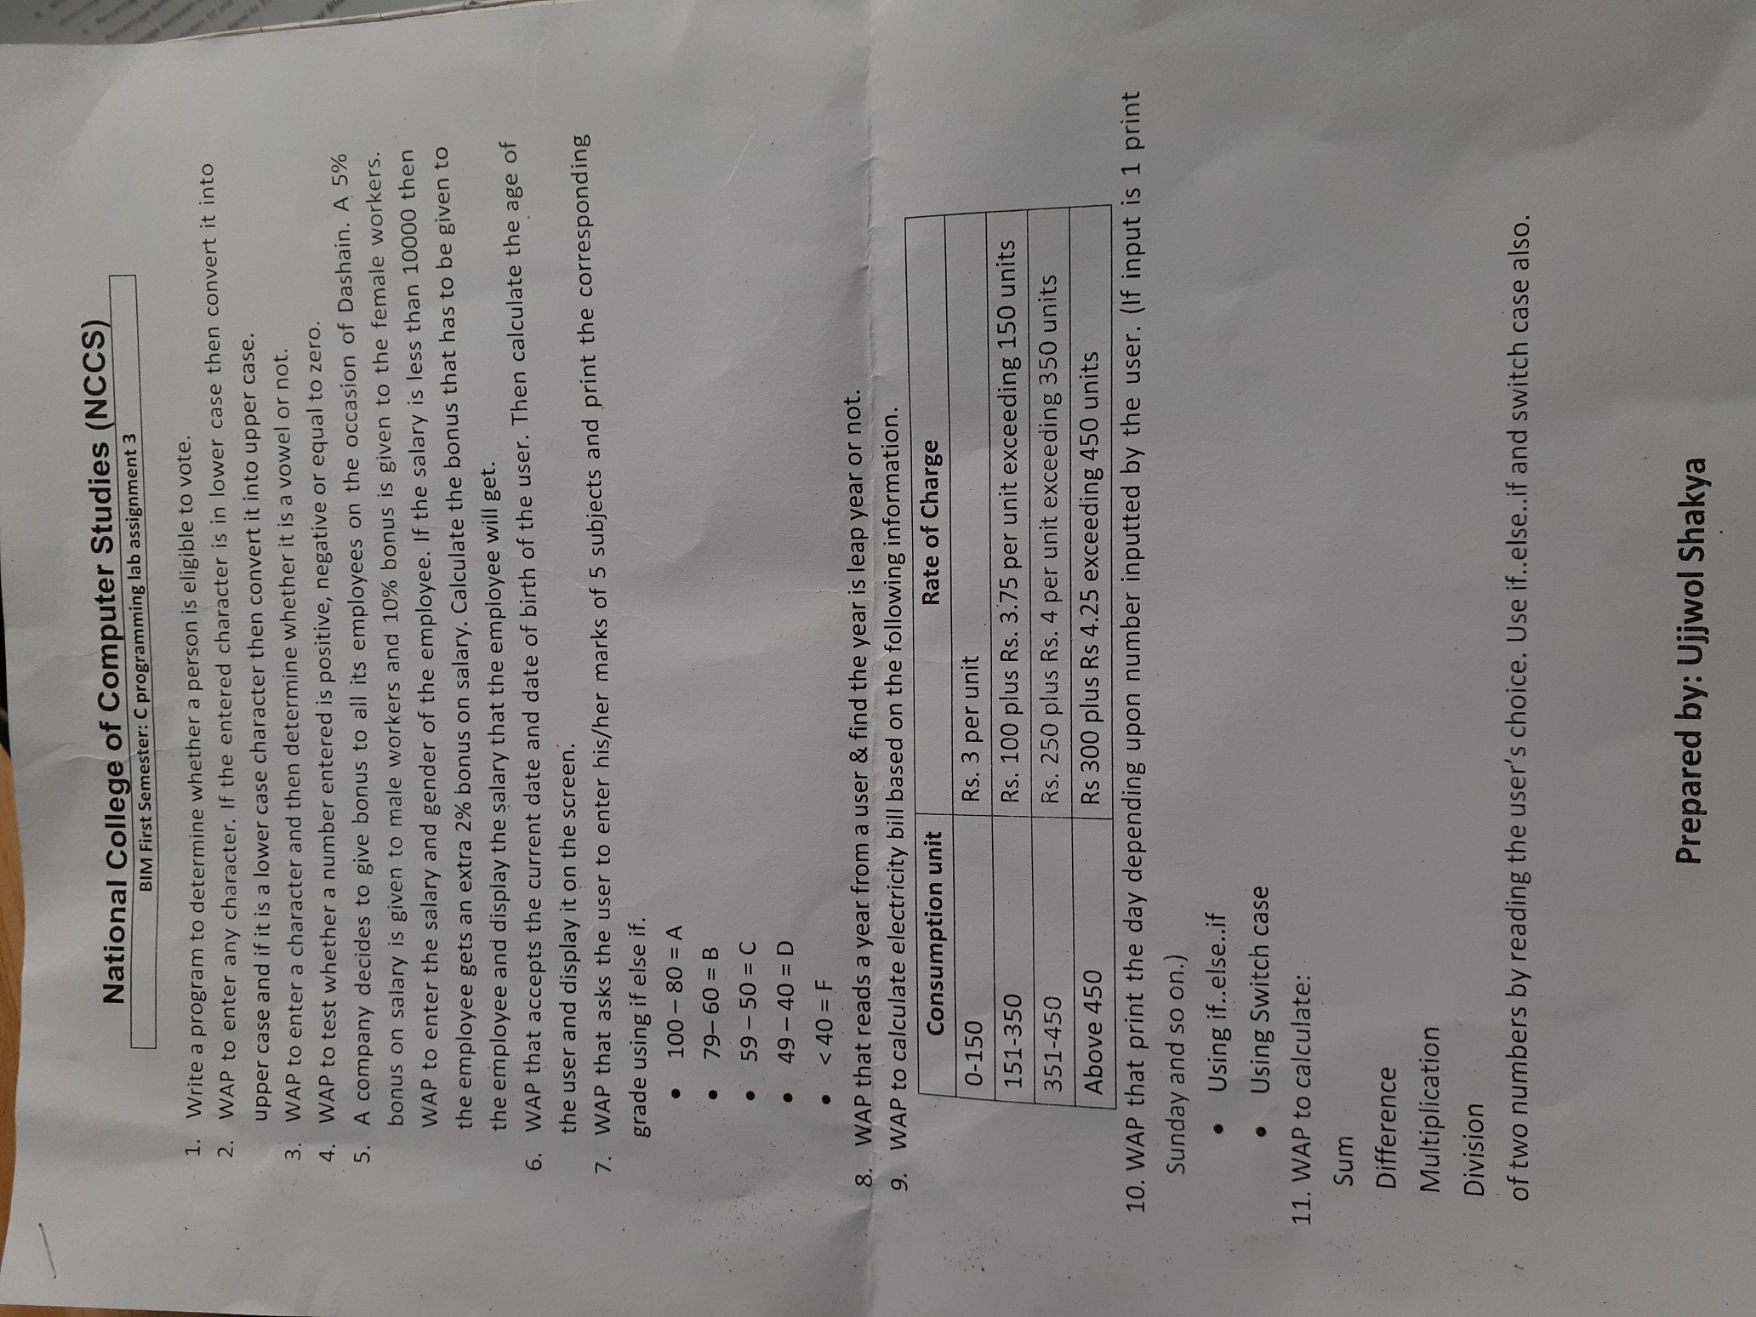 National College of Computer Studies (NCCS)
BIM First Semester: C programming lab assignment 3
1. Write a program to determine whether a person is eligible to vote.
2. WAP to enter any character. If the entered character is in lower case then convert it into
upper case and if it is a lower case character then convert it into upper case.
3. WAP to enter a character and then determine whether it is a vowel or not.
4. WAP to test whether a number entered is positive, negative or equal to zero.
5. A company decides to give bonus to all its employees on the occasion of Dashain. A 5%
bonus on salary is given to male workers and 10% bonus is given to the female workers.
WAP to enter the salary and gender of the employee. If the salary is less than 10000 then
the employee gets an extra 2% bonus on salary. Calculate the bonus that has to be given to
the employee and display the salary that the employee will get.
6. WAP that accepts the current date and date of birth of the user. Then calculate the age of
the user and display it on the screen.
7. WAP that asks the user to enter his/her marks of 5 subjects and print the corresponding
grade using if else if.
• 100 – 80 = A
• 79– 60 = B
• 59 – 50 = C
• 49 – 40 = D
• < 40 = F
8. WAP that reads a year from a user & find the year is leap year or not.
9. WAP to calculate electricity bill based on the following information.
Consumption unit Rate of Charge
0-150 Rs. 3 per unit
151-350 Rs. 100 plus Rs. 3.75 per unit exceeding 150 units
351-450 Rs. 250 plus Rs. 4 per unit exceeding 350 units
Above 450 Rs 300 plus Rs 4.25 exceeding 450 units
10. WAP that print the day depending upon number inputted by the user. (If input is 1 print
Sunday and so on.)
• Using if..else..if
• Using Switch case
11. WAP to calculate:
Sum
Difference
Multiplication
Division
of two numbers by reading the user's choice. Use if..else..if and switch case also.
Prepared by: Ujjwol Shakya